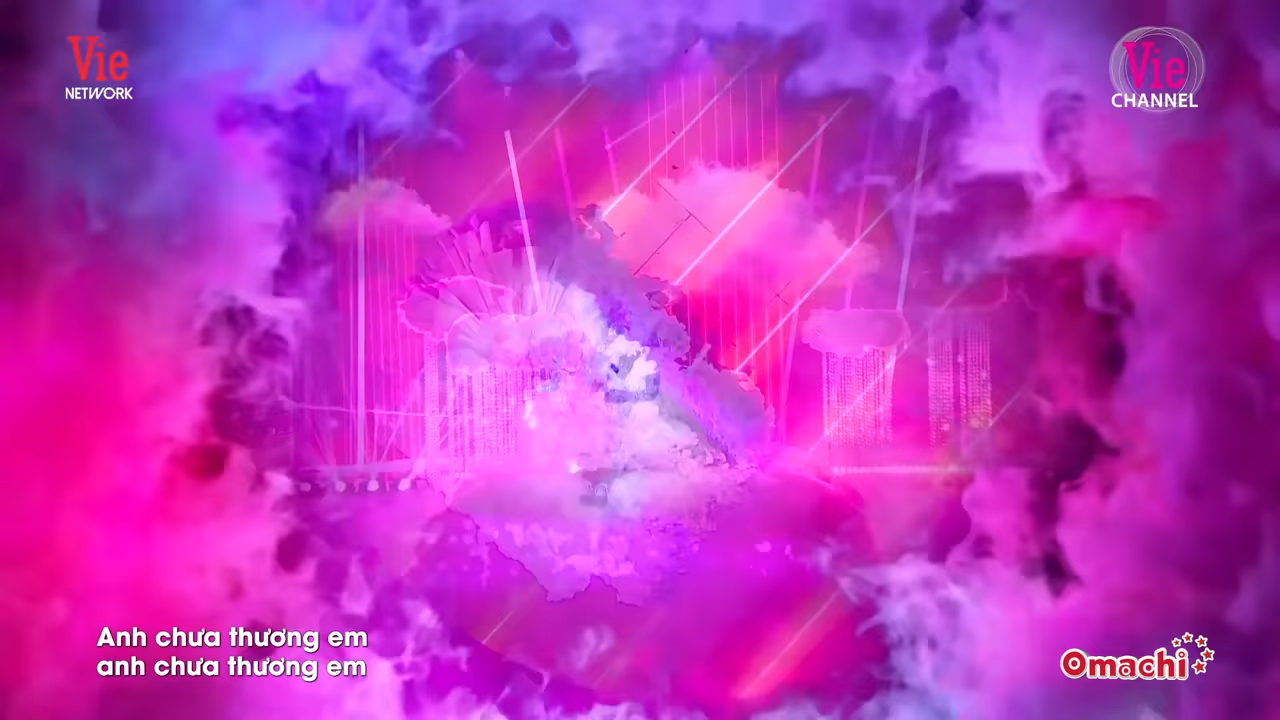 Vie
NETWORK
Vie
CHANNEL
Anh chưa thương em
anh chưa thương em
Omachi